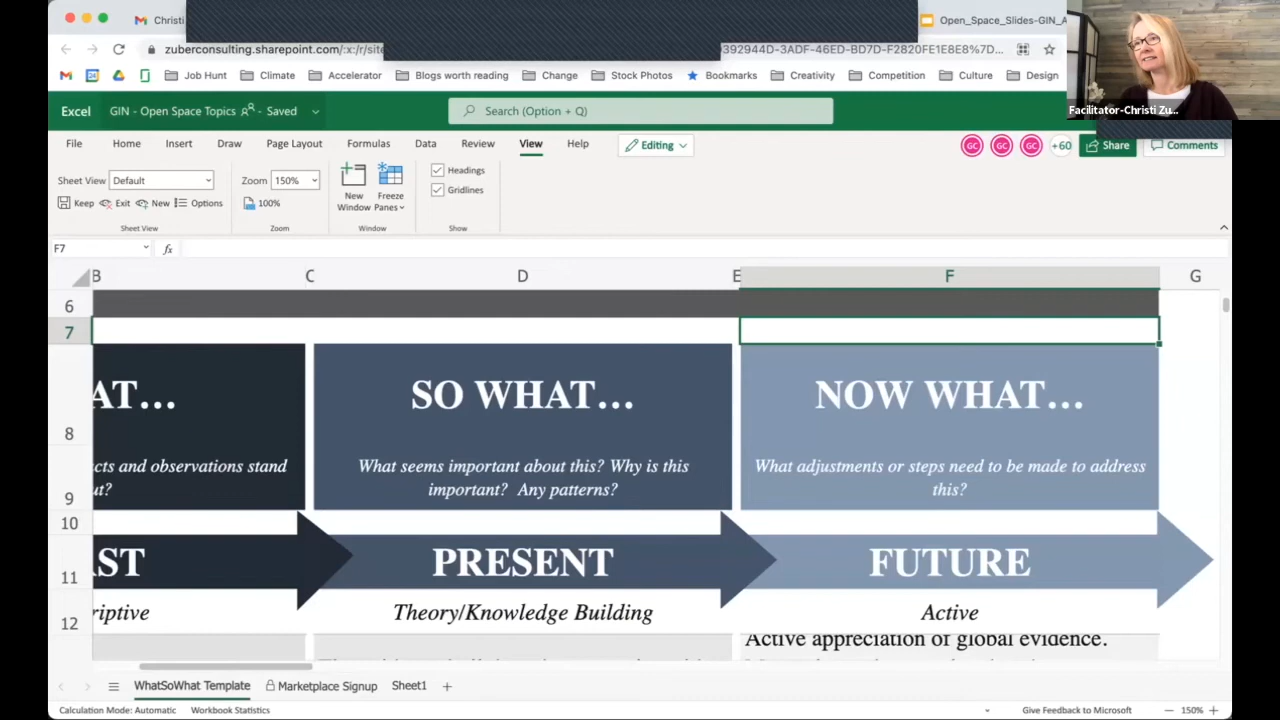 Christi
Open_Space_Slides-GIN_A
zuberconsulting.sharepoint.com/:x:/r/site
392944D-3ADF-46ED-BD7D-F2820FE1E8E8%7D...
Job Hunt
Climate
Accelerator
Blogs worth reading
Change
Stock Photos
Bookmarks
Creativity
Competition
Culture
Design
Facilitator-Christi Zu...
Excel
GIN - Open Space Topics
- Saved
Search (Option + Q)
File
Home
Insert
Draw
Page Layout
Formulas
Data
Review
View
Help
Editing
GC
GC
GC
+60
Share
Comments
Sheet View
Default
Keep
Exit
New
Options
Sheet View
Zoom
150%
100%
Zoom
New Window
Freeze Panes
Window
Headings
Gridlines
Show
F7
fx
B
C
D
E
F
G
6
7
8
9
10
11
12
AT...
cts and observations stand
ut?
SO WHAT...
What seems important about this? Why is this
important?  Any patterns?
NOW WHAT...
What adjustments or steps need to be made to address
this?
ST
PRESENT
FUTURE
riptive
Theory/Knowledge Building
Active
Active appreciation of global evidence.
WhatSoWhat Template
Marketplace Signup
Sheet1
Calculation Mode: Automatic
Workbook Statistics
Give Feedback to Microsoft
150%